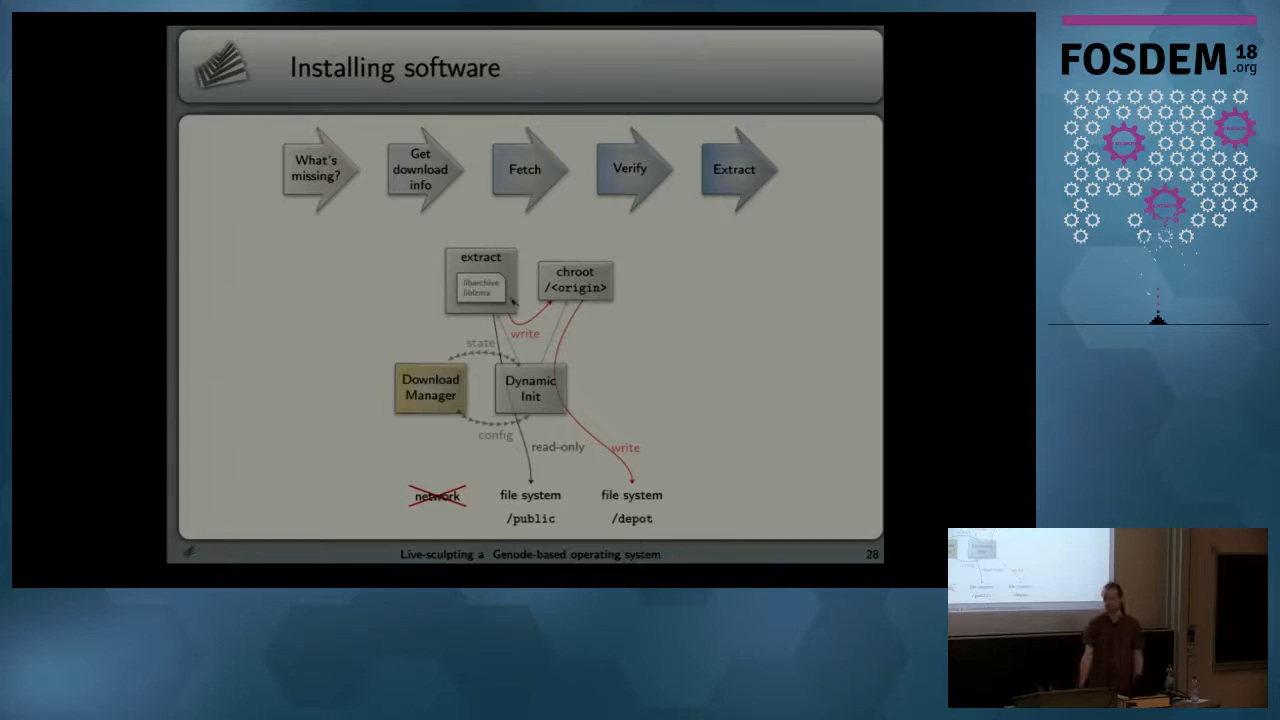 Installing software
What's
missing?
Get
download
info
Fetch
Verify
Extract
extract
libarchive
liblzma
chroot
/<origin>
write
state
Download
Manager
Dynamic
Init
config
read-only
write
network
file system
/public
file system
/depot
Live-sculpting a Genode-based operating system
28
FOSDEM 18
.org